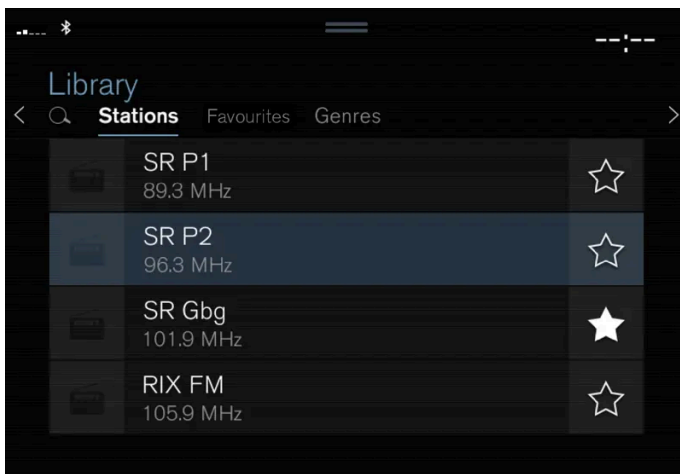 --:--
Library
Stations Favourites Genres
SR P1
89.3 MHz
SR P2
96.3 MHz
SR Gbg
101.9 MHz
RIX FM
105.9 MHz